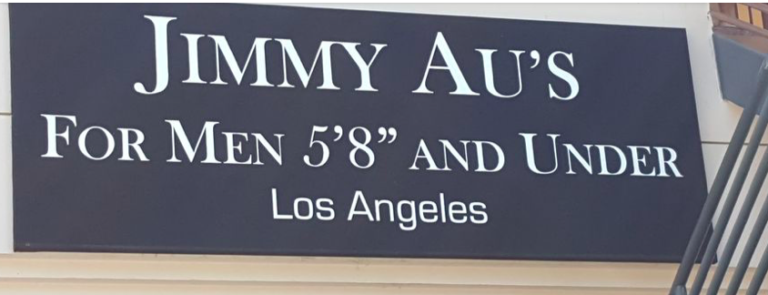 JIMMY AU'S
FOR MEN 5'8" AND UNDER
Los Angeles